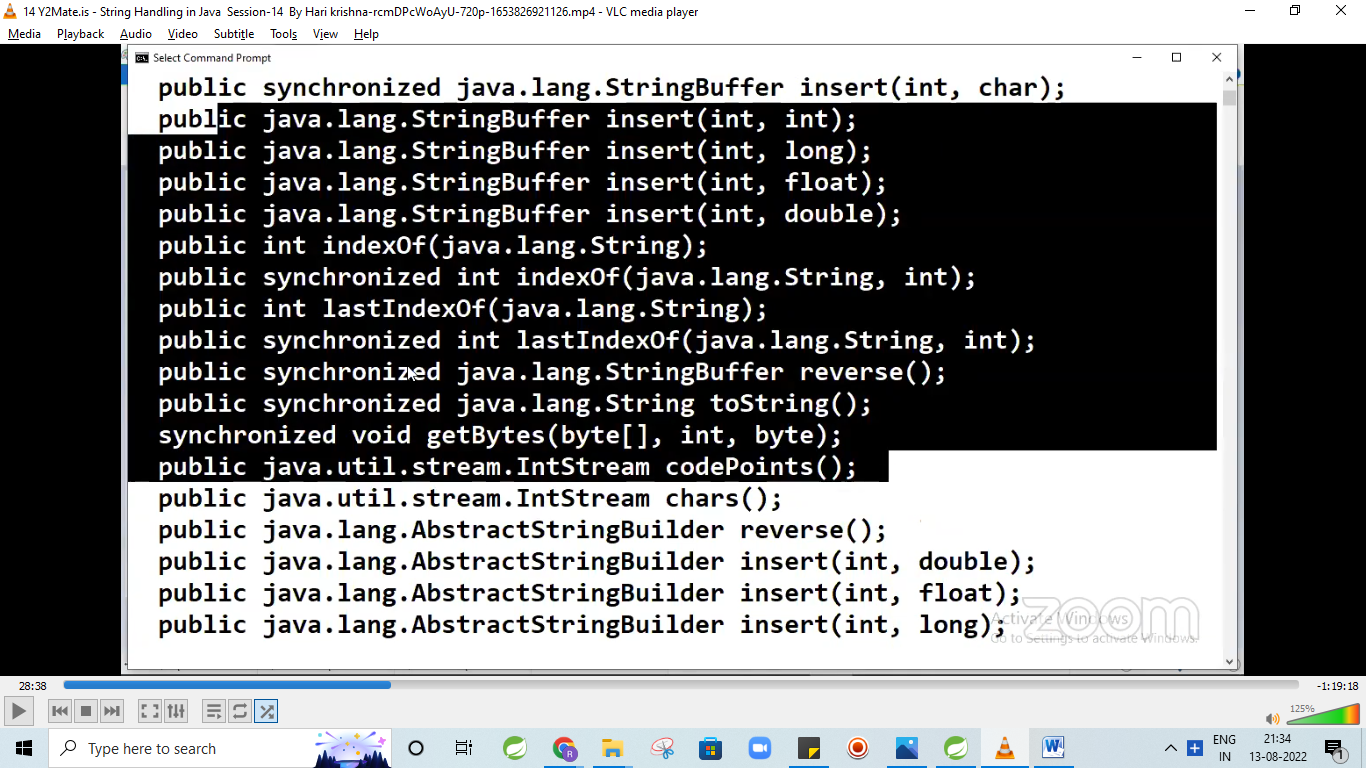 14 Y2Mate.is - String Handling in Java Session-14 By Hari krishna-rcmDPcWoAyU-720p-1653826921126.mp4 - VLC media player
Media Playback Audio Video Subtitle Tools View Help
Select Command Prompt
public synchronized java.lang.StringBuffer insert(int, char);
public java.lang.StringBuffer insert(int, int);
public java.lang.StringBuffer insert(int, long);
public java.lang.StringBuffer insert(int, float);
public java.lang.StringBuffer insert(int, double);
public int indexOf(java.lang.String);
public synchronized int indexOf(java.lang.String, int);
public int lastIndexOf(java.lang.String);
public synchronized int lastIndexOf(java.lang.String, int);
public synchronized java.lang.StringBuffer reverse();
public synchronized java.lang.String toString();
synchronized void getBytes(byte[], int, byte);
public java.util.stream.IntStream codePoints();
public java.util.stream.IntStream chars();
public java.lang.AbstractStringBuilder reverse();
public java.lang.AbstractStringBuilder insert(int, double);
public java.lang.AbstractStringBuilder insert(int, float);
public java.lang.AbstractStringBuilder insert(int, long);
zoom
Activate Windows
Go to Settings to activate Windows.
28:38
-1:19:18
125%
Type here to search
R
W
ENG
IN
21:34
13-08-2022
1